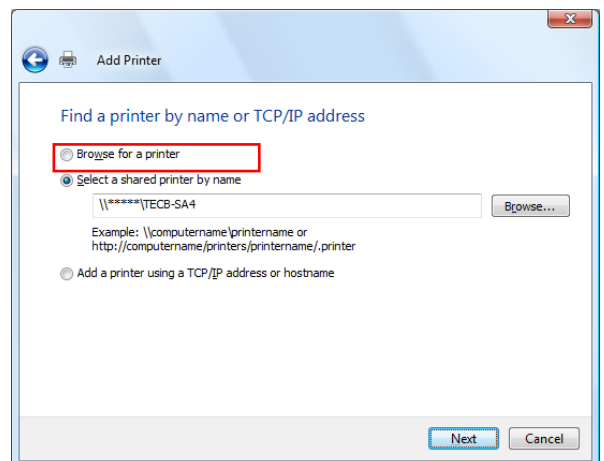 Add Printer
Find a printer by name or TCP/IP address
Browse for a printer
Select a shared printer by name
\\*****\TECB-SA4
Browse...
Example: \\computername\printername or
http://computername/printers/printername/.printer
Add a printer using a TCP/IP address or hostname
Next
Cancel